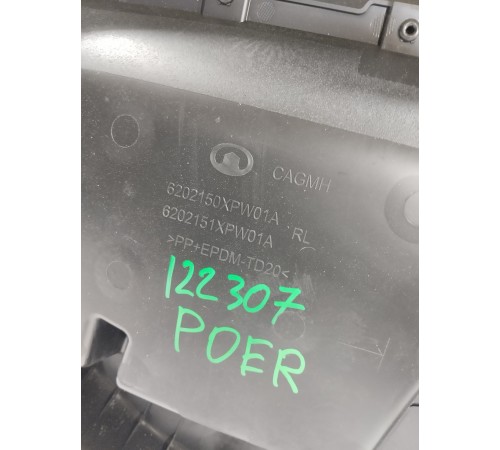 CAGMH
6202150XPW01A RL
6202151XPW01A
>PP+EPDM-TD20<
122307
POER